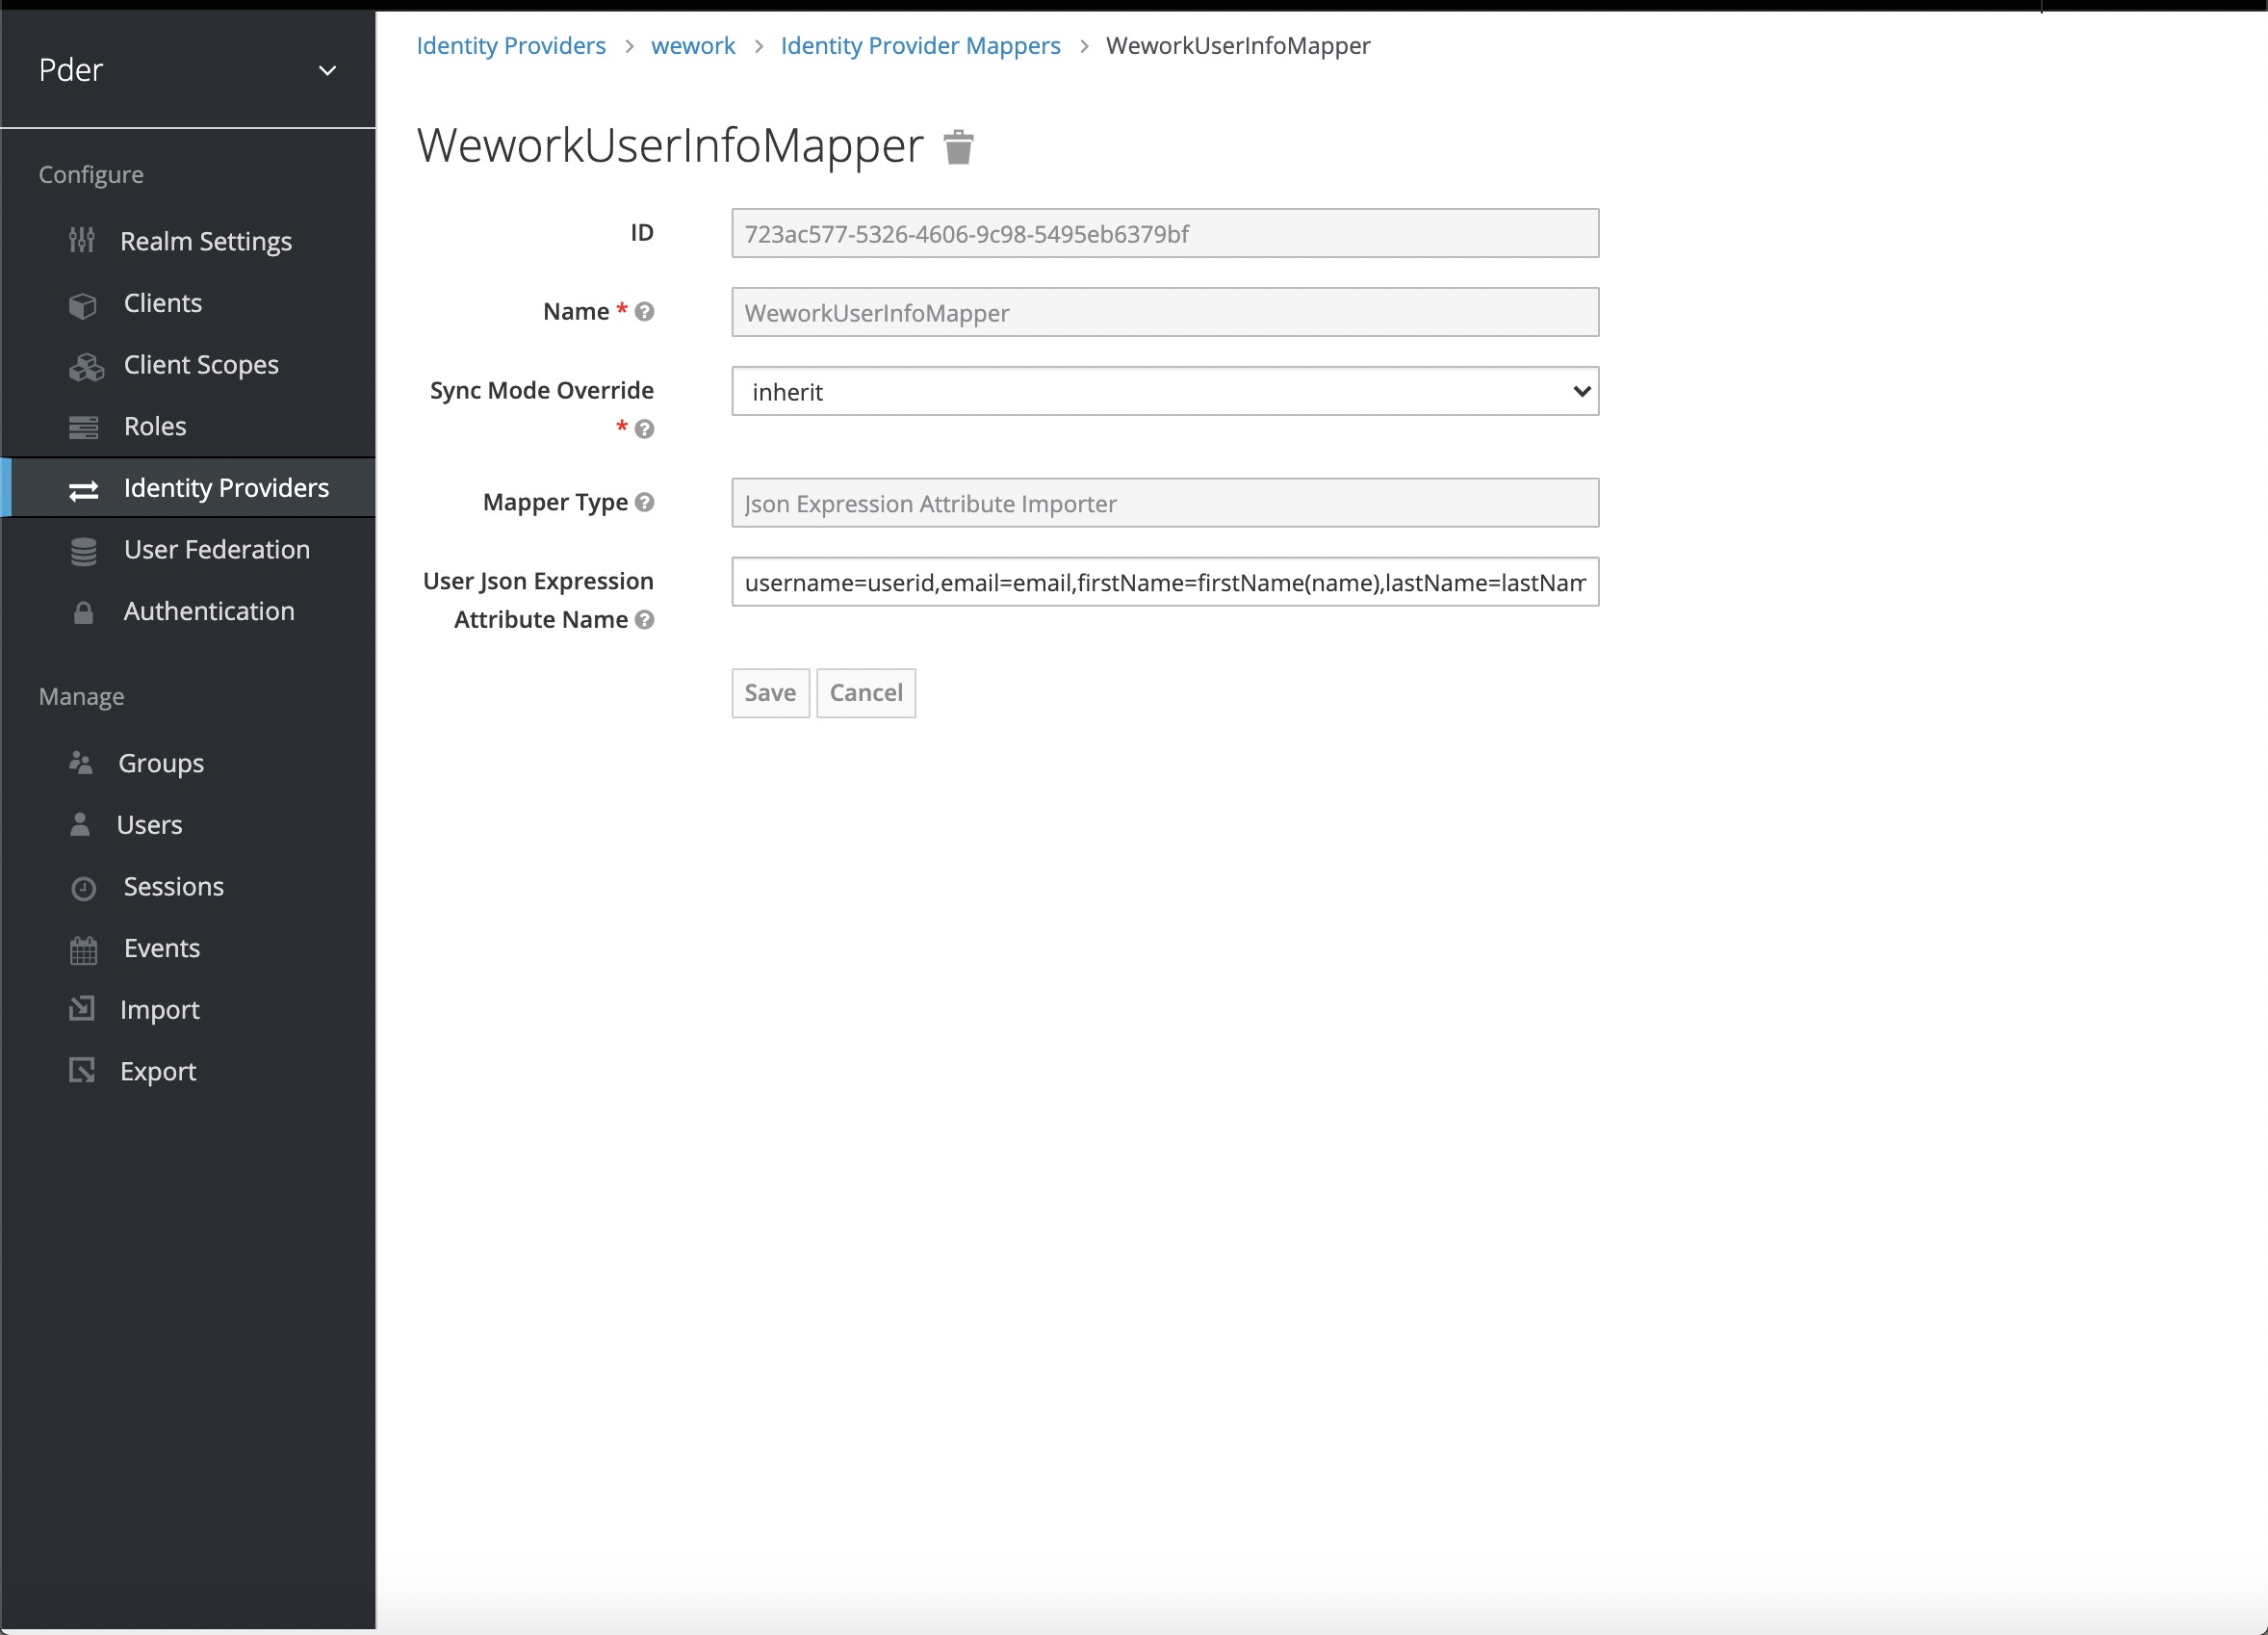 Pder
Configure
Realm Settings
Clients
Client Scopes
Roles
Identity Providers
User Federation
Authentication
Manage
Groups
Users
Sessions
Events
Import
Export
Identity Providers > wework > Identity Provider Mappers > WeworkUserInfoMapper
WeworkUserInfoMapper
ID
723ac577-5326-4606-9c98-5495eb6379bf
Name *
WeworkUserInfoMapper
Sync Mode Override
*
inherit
Mapper Type
Json Expression Attribute Importer
User Json Expression
Attribute Name
username=userid,email=email,firstName=firstName(name),lastName=lastNam
Save
Cancel